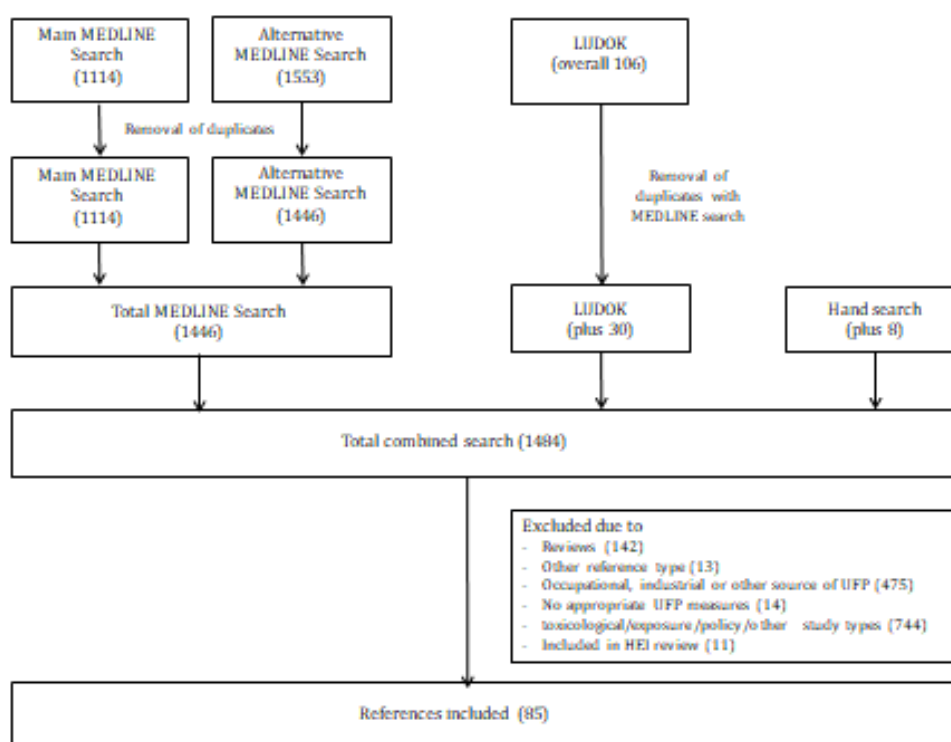 Main MEDLINE
Search
(1114)
Alternative
MEDLINE Search
(1553)
LUDOK
(overall 106)
Removal of duplicates
Main MEDLINE
Search
(1114)
Alternative
MEDLINE Search
(1446)
Removal of
duplicates with
MEDLINE search
Total MEDLINE Search
(1446)
LUDOK
(plus 30)
Hand search
(plus 8)
Total combined search (1484)
Excluded due to
- Reviews (142)
- Other reference type (13)
- Occupational, industrial or other source of UFP (475)
- No appropriate UFP measures (14)
- toxicological/exposure/policy/other study types (744)
- Included in HEI review (11)
References included (85)